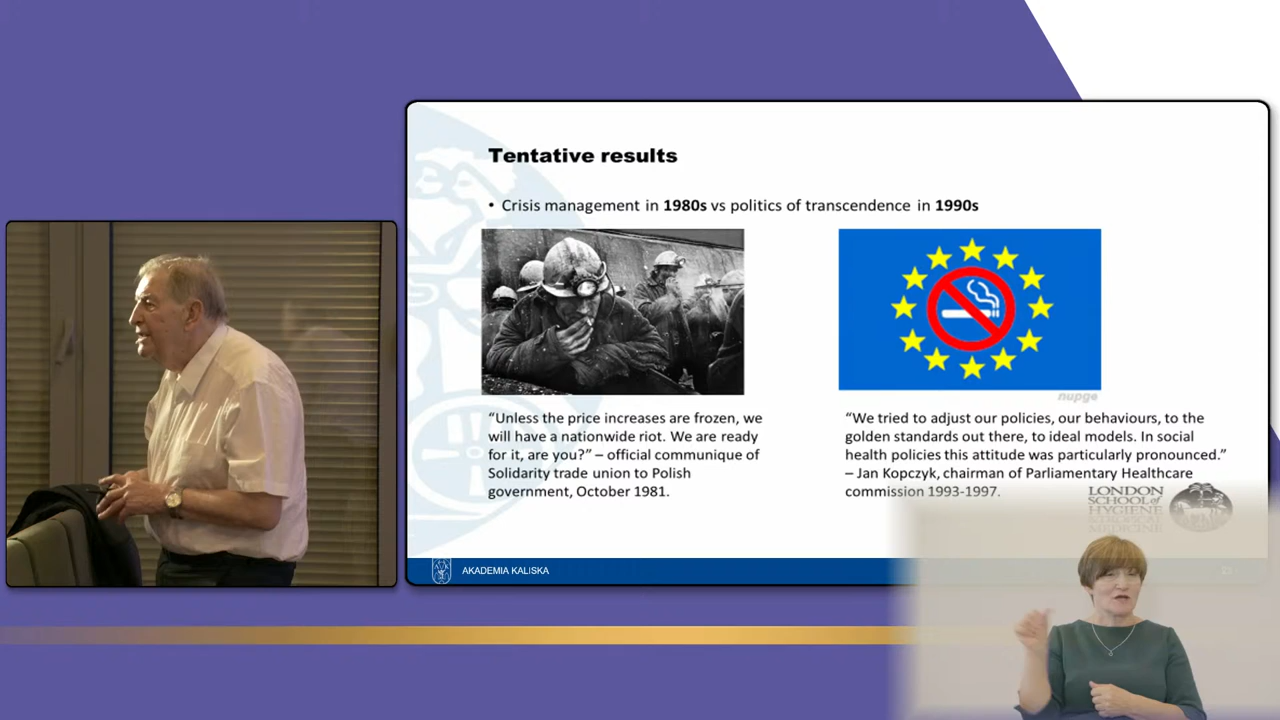 Tentative results
• Crisis management in 1980s vs politics of transcendence in 1990s
nupge
“Unless the price increases are frozen, we
will have a nationwide riot. We are ready
for it, are you?” – official communique of
Solidarity trade union to Polish
government, October 1981.
“We tried to adjust our policies, our behaviours, to the
golden standards out there, to ideal models. In social
health policies this attitude was particularly pronounced.”
– Jan Kopczyk, chairman of Parliamentary Healthcare
commission 1993-1997.
LONDON
SCHOOL of
HYGIENE
&TROPICAL
MEDICINE
AKADEMIA KALISKA